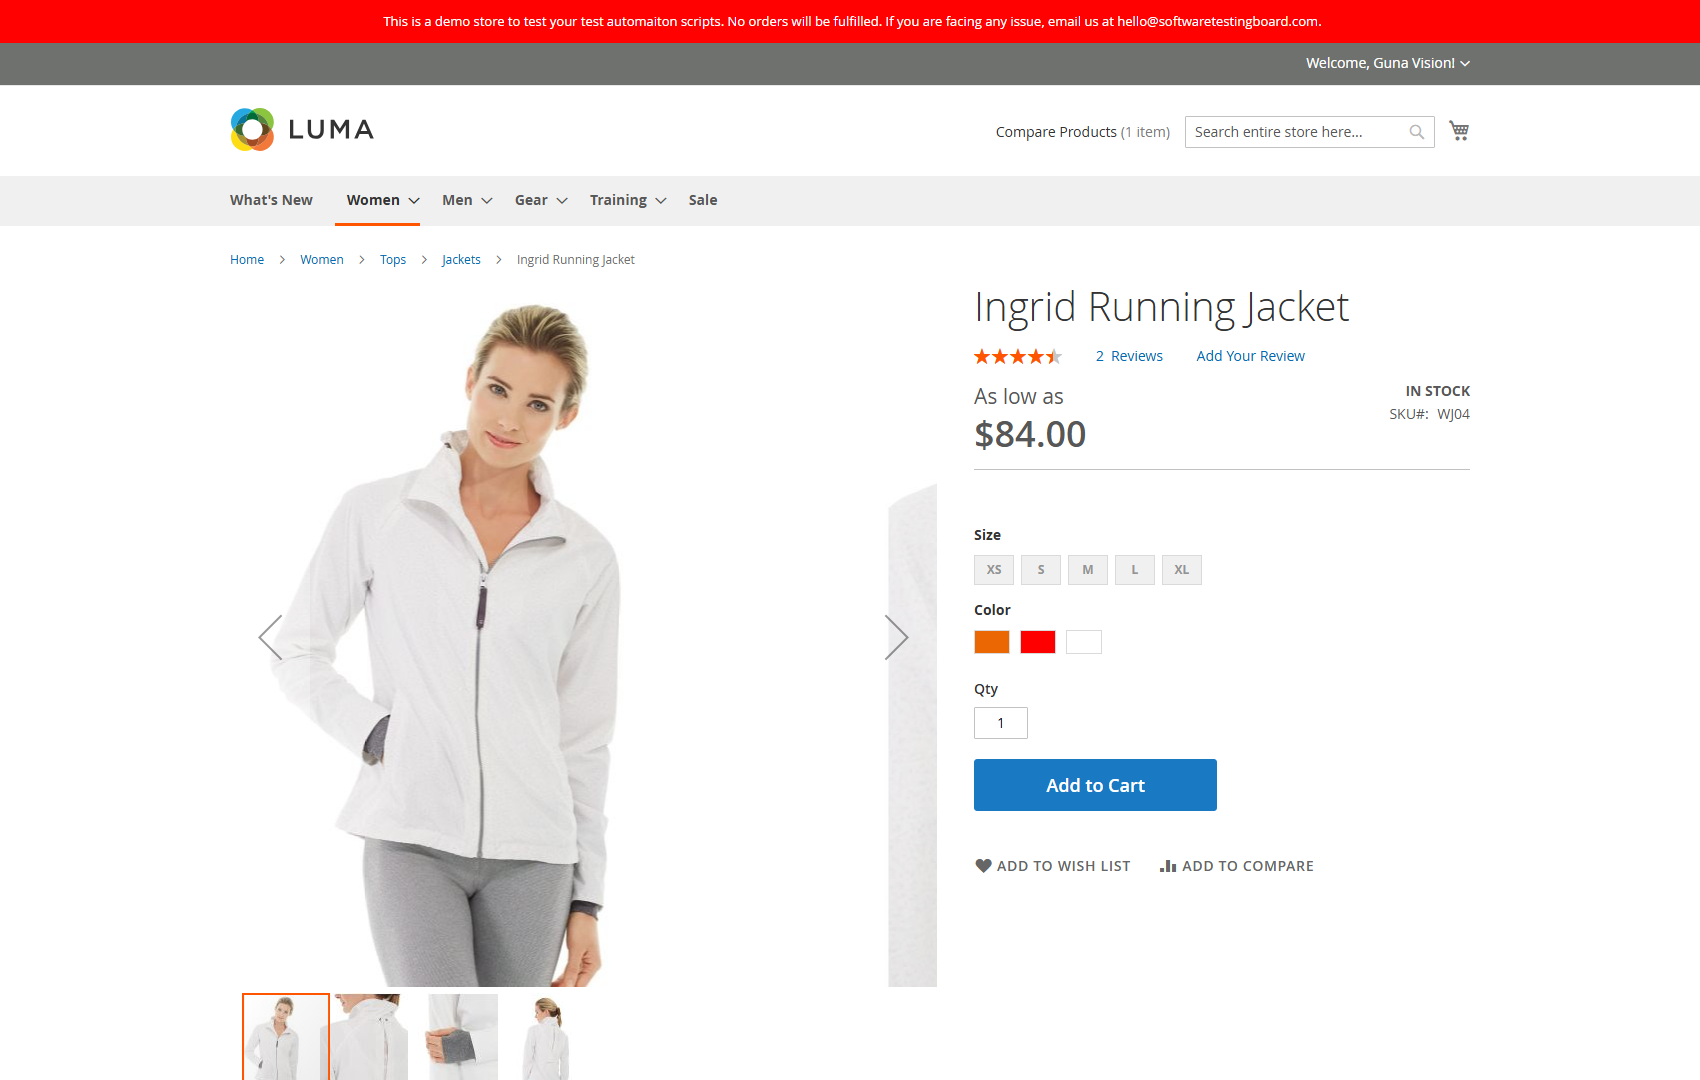 This is a demo store to test your test automaiton scripts. No orders will be fulfilled. If you are facing any issue, email us at hello@softwaretestingboard.com.
Welcome, Guna Vision!
LUMA
Compare Products (1 item)
Search entire store here...
What's New Women Men Gear Training Sale
Home > Women > Tops > Jackets > Ingrid Running Jacket
Ingrid Running Jacket
2 Reviews Add Your Review
As low as
$84.00
IN STOCK
SKU#: WJ04
Size
XS S M L XL
Color
Qty
1
Add to Cart
ADD TO WISH LIST ADD TO COMPARE